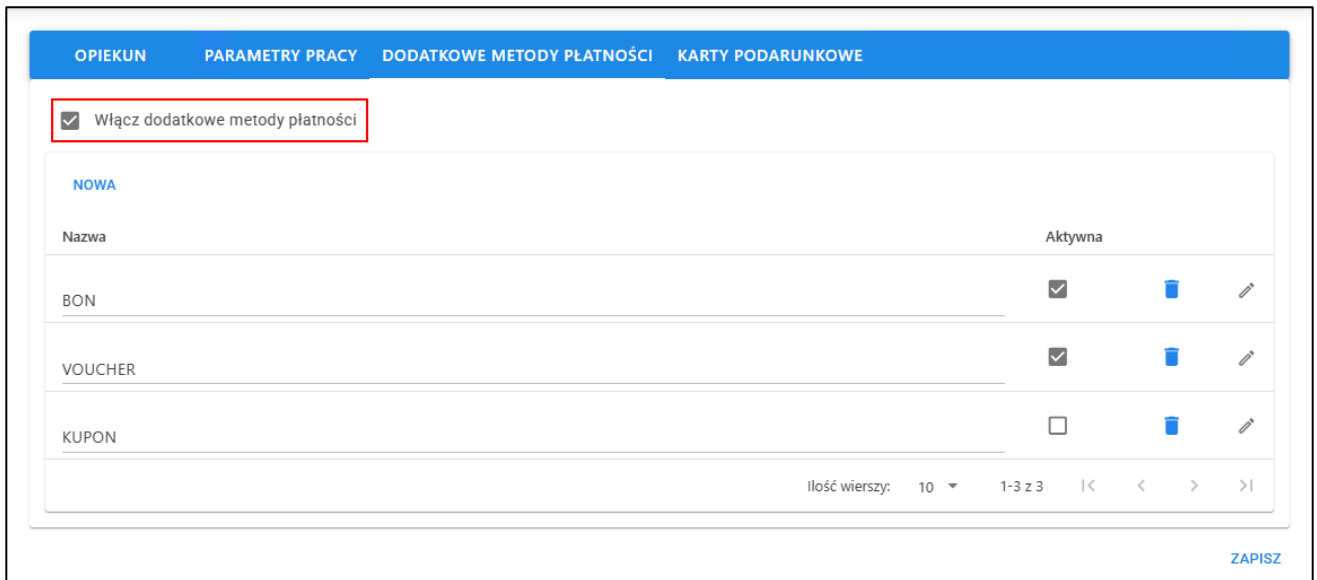 OPIEKUN PARAMETRY PRACY DODATKOWE METODY PŁATNOŚCI KARTY PODARUNKOWE
Włącz dodatkowe metody płatności
NOWA
Nazwa Aktywna
BON
VOUCHER
KUPON
Ilość wierszy: 10 1-3 z 3
ZAPISZ